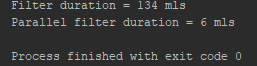 Filter duration = 134 mls
Parallel filter duration = 6 mls
Process finished with exit code 0